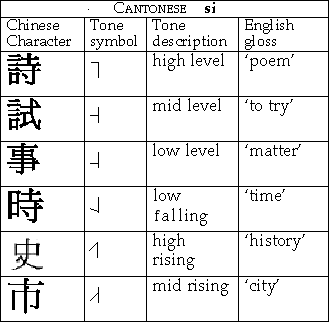 CANTONESE si
Chinese Character Tone symbol Tone description English gloss
詩 ˥ high level ‘poem’
試 ˧ mid level ‘to try’
事 ˨ low level ‘matter’
時 ˨˩ low falling ‘time’
史 ˧˥ high rising ‘history’
市 ˨˧ mid rising ‘city’